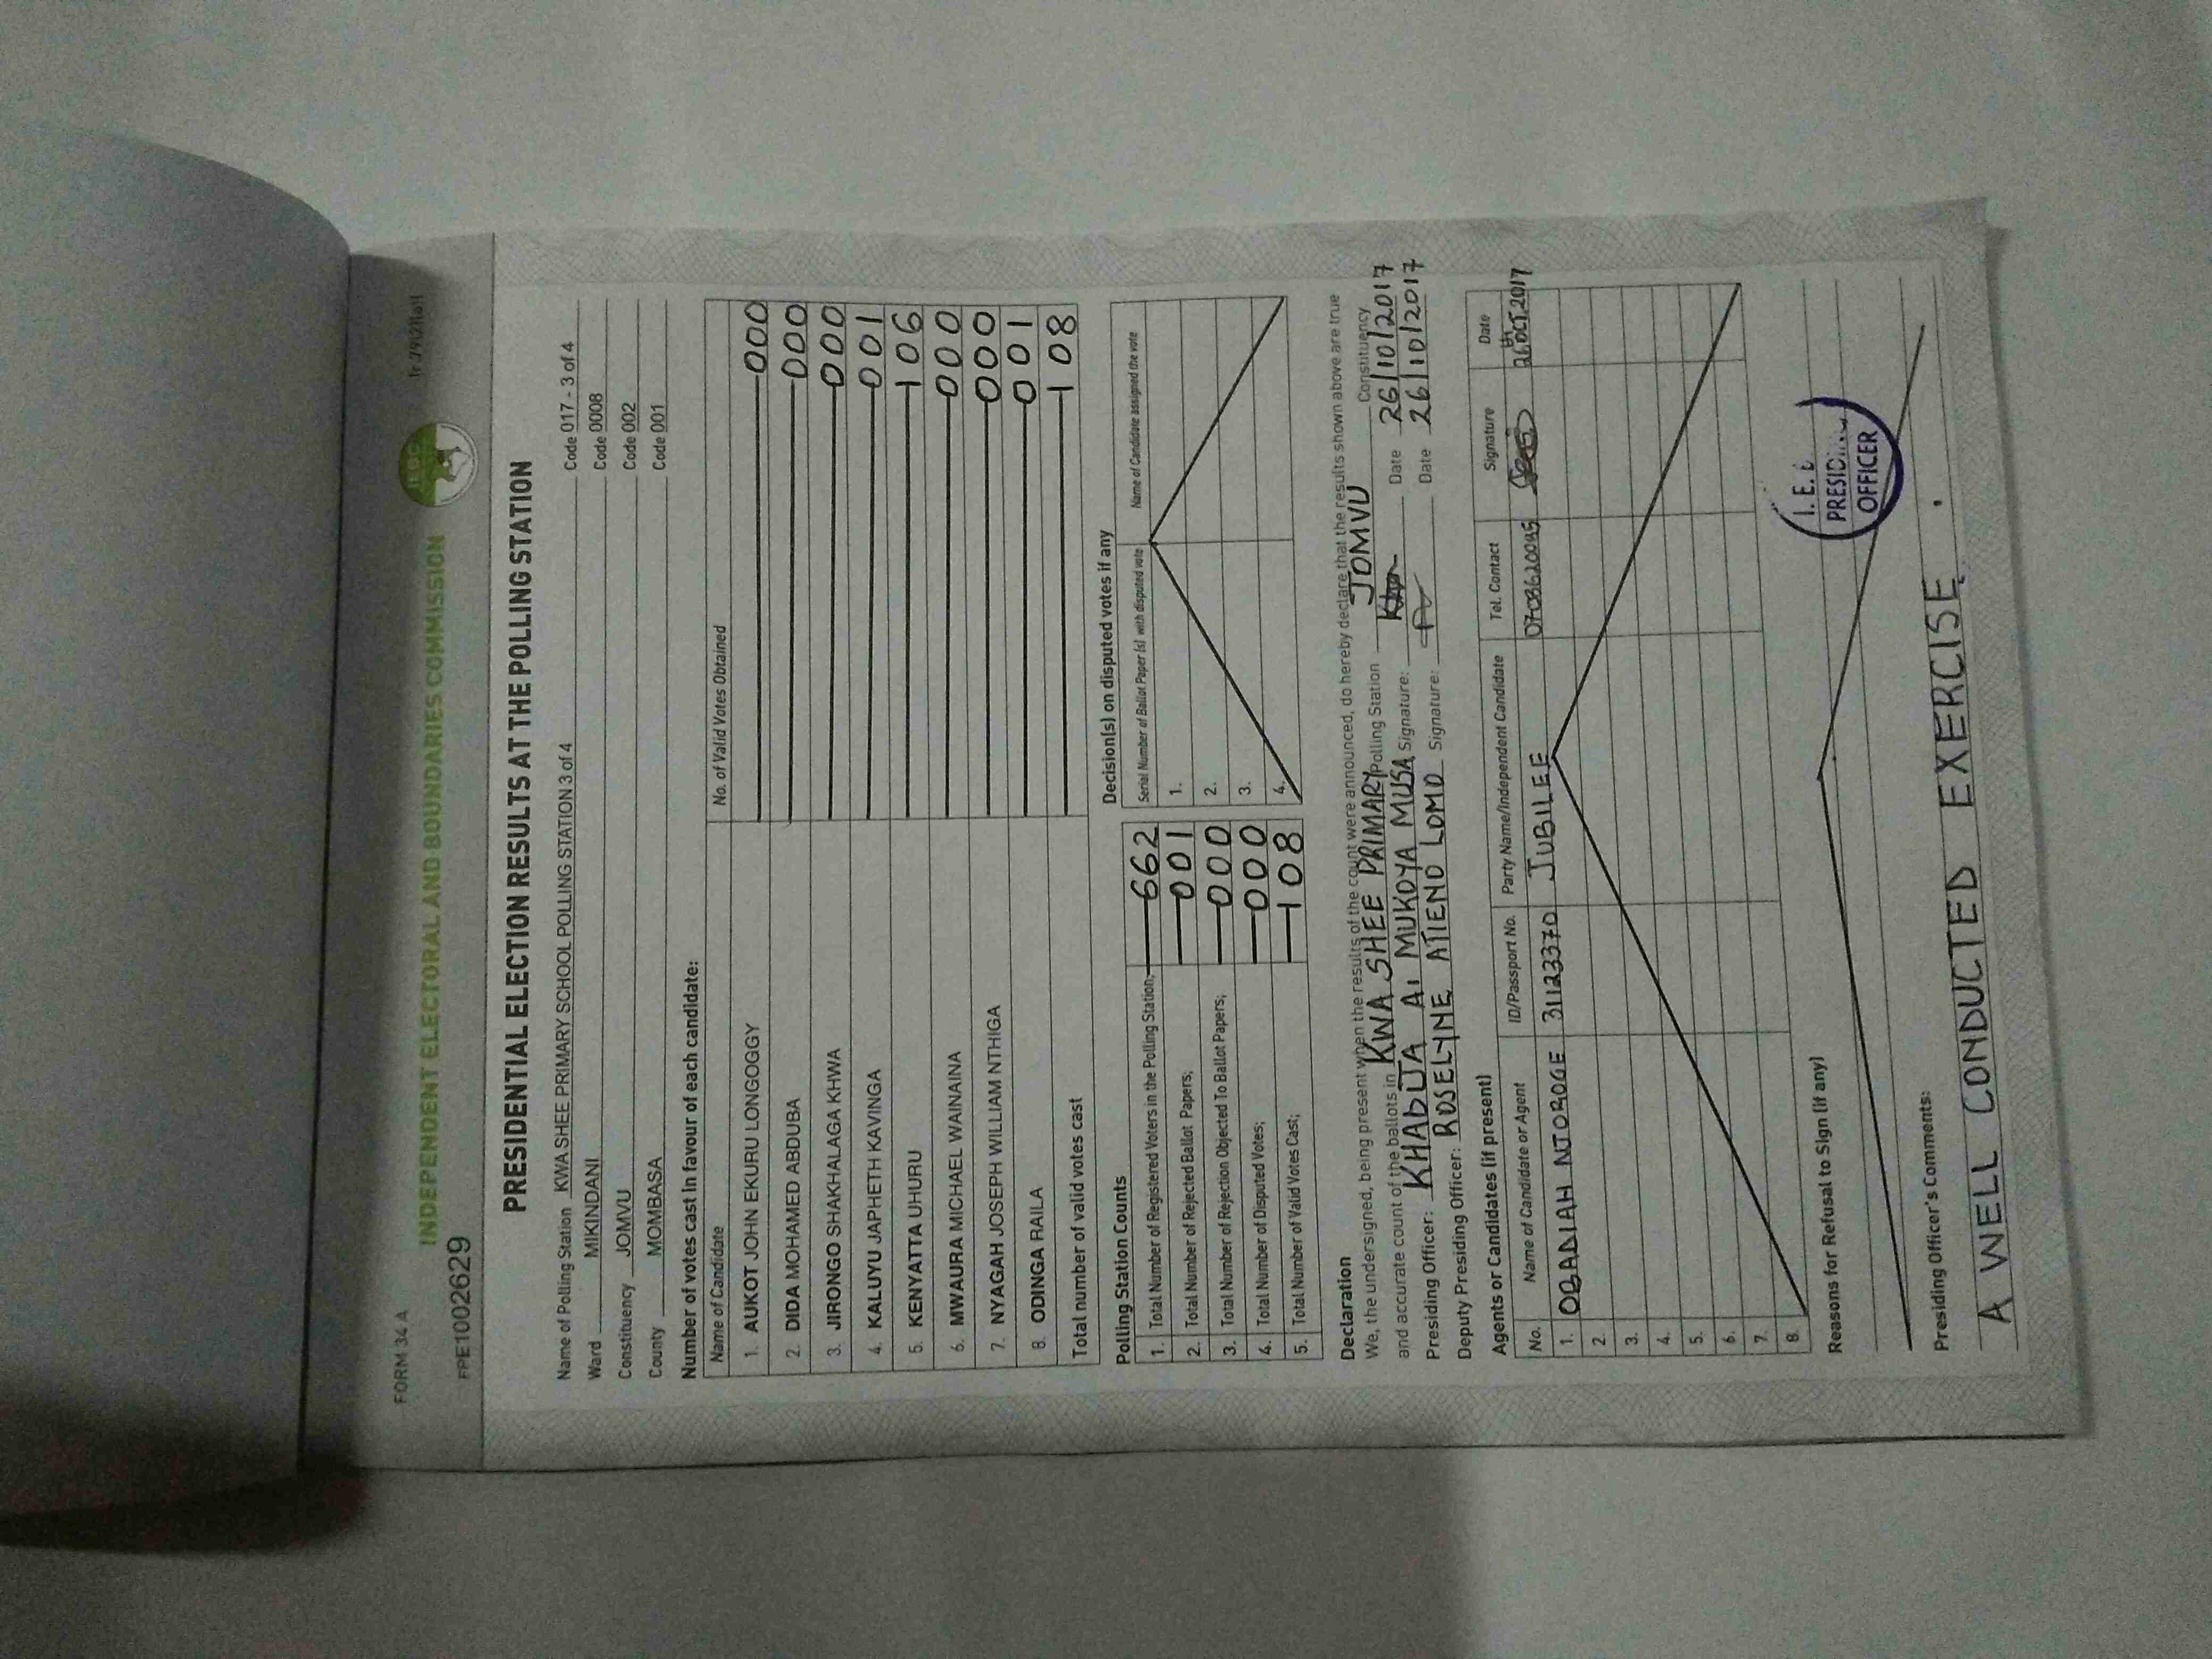 FORM 34 A
INDEPENDENT ELECTORAL AND BOUNDARIES COMMISSION
IEBC
FPE1002629
PRESIDENTIAL ELECTION RESULTS AT THE POLLING STATION
Name of Polling Station KWA SHEE PRIMARY SCHOOL POLLING STATION 3 of 4 Code 017 - 3 of 4
Ward MIKINDANI Code 0008
Constituency JOMVU Code 002
County MOMBASA Code 001
Number of votes cast in favour of each candidate:
Name of Candidate No. of Valid Votes Obtained
1. AUKOT JOHN EKURU LONGOGGY 000
2. DIDA MOHAMED ABDUBA 000
3. JIRONGO SHAKHALAGA KHWA 000
4. KALUYU JAPHETH KAVINGA 001
5. KENYATTA UHURU 106
6. MWAURA MICHAEL WAINAINA 000
7. NYAGAH JOSEPH WILLIAM NTHIGA 000
8. ODINGA RAILA 001
Total number of valid votes cast 108
Polling Station Counts
1. Total Number of Registered Voters in the Polling Station; 662
2. Total Number of Rejected Ballot Papers; 001
3. Total Number of Rejection Objected To Ballot Papers; 000
4. Total Number of Disputed Votes; 000
5. Total Number of Valid Votes Cast; 108
Decision(s) on disputed votes if any
Serial Number of Ballot Paper (s) with disputed vote Name of Candidate assigned the vote
1.
2.
3.
4.
Declaration
We, the undersigned, being present when the results of the count were announced, do hereby declare that the results shown above are true
and accurate count of the ballots in KWA SHEE PRIMARY Polling Station JOMVU Constituency
Presiding Officer: KHADIJA AI MUKOYA MUSA Signature: Date 26/10/2017
Deputy Presiding Officer: ROSELYNE ATIENO LOMO Signature: Date 26/10/2017
Agents or Candidates (if present)
No. Name of Candidate or Agent ID/Passport No. Party Name/Independent Candidate Tel. Contact Signature Date
1. OBADIAH NJOROGE 31123370 JUBILEE 0708620045 26th OCT, 2017
2.
3.
4.
5.
6.
7.
8.
Reasons for Refusal to Sign (if any)
I. E. B
PRESIDING
OFFICER
Presiding Officer's Comments:
A WELL CONDUCTED EXERCISE.